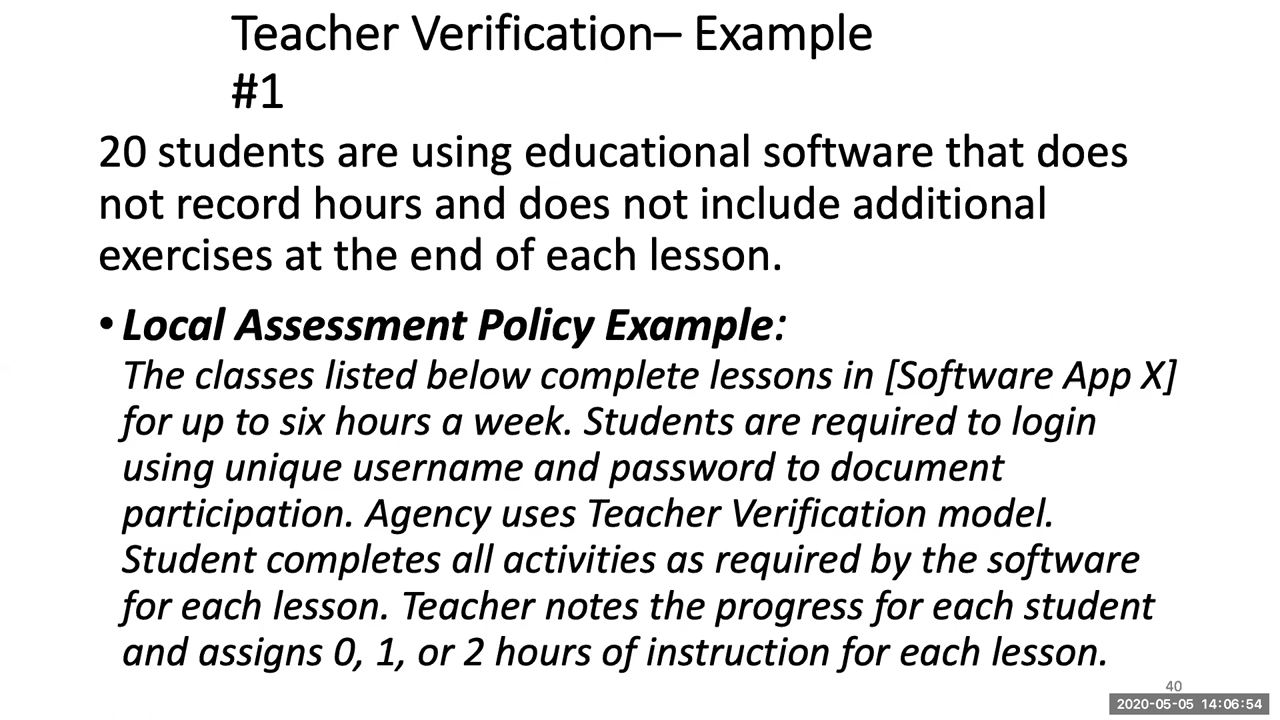 Teacher Verification– Example
#1
20 students are using educational software that does
not record hours and does not include additional
exercises at the end of each lesson.
• Local Assessment Policy Example:
The classes listed below complete lessons in [Software App X]
for up to six hours a week. Students are required to login
using unique username and password to document
participation. Agency uses Teacher Verification model.
Student completes all activities as required by the software
for each lesson. Teacher notes the progress for each student
and assigns 0, 1, or 2 hours of instruction for each lesson.
40
2020-05-05 14:06:54